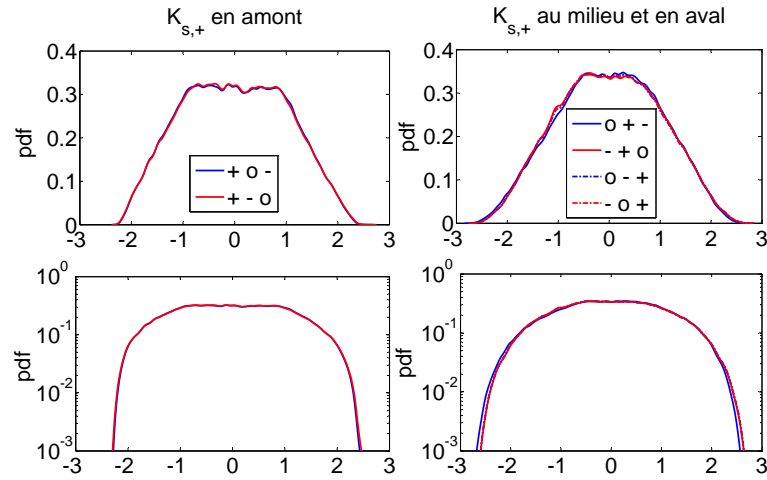 K_{s,+} en amont
K_{s,+} au milieu et en aval
0.4
0.3
0.2
0.1
0
pdf
+ o -
+ - o
-3 -2 -1 0 1 2 3
0.4
0.3
0.2
0.1
0
pdf
o + -
- + o
o - +
- o +
-3 -2 -1 0 1 2 3
10^0
10^-1
10^-2
10^-3
pdf
-3 -2 -1 0 1 2 3
10^0
10^-1
10^-2
10^-3
pdf
-3 -2 -1 0 1 2 3